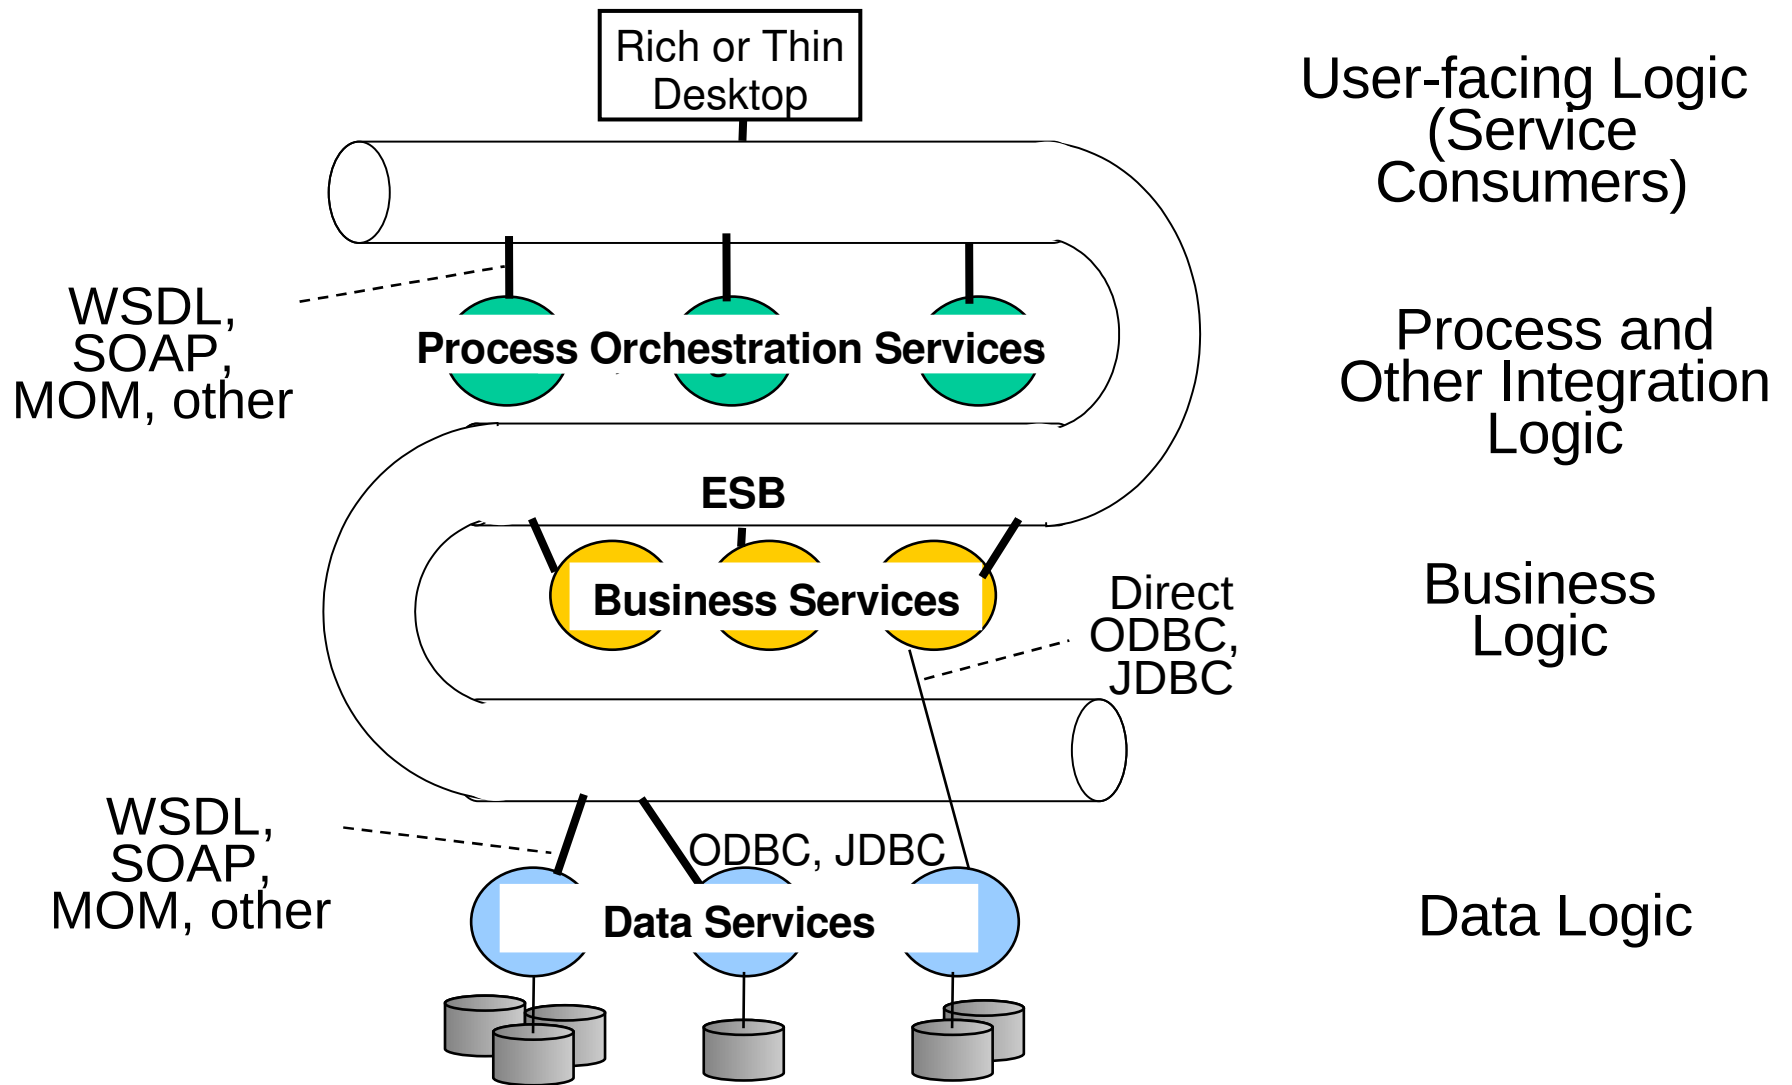 Rich or Thin
Desktop
User-facing Logic
(Service
Consumers)
WSDL,
SOAP,
MOM, other
Process Orchestration Services
Process and
Other Integration
Logic
ESB
Business Services
Direct
ODBC,
JDBC
Business
Logic
WSDL,
SOAP,
MOM, other
ODBC, JDBC
Data Services
Data Logic